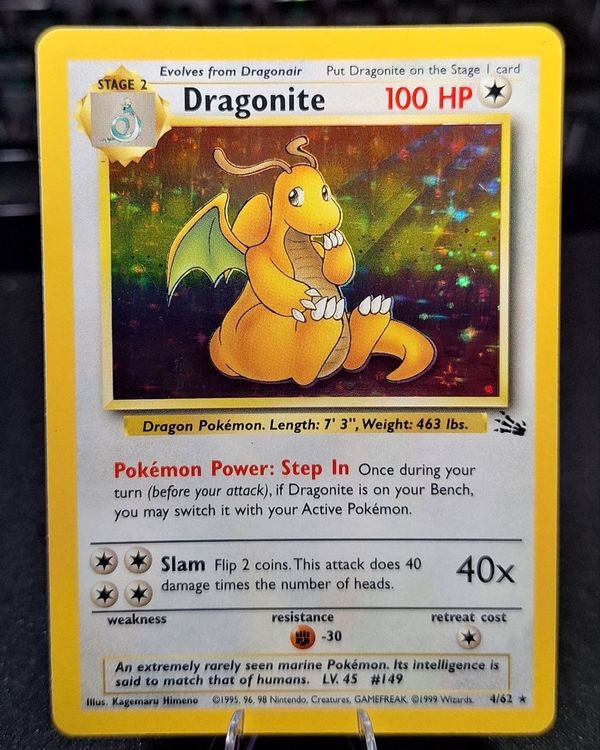 Evolves from Dragonair Put Dragonite on the Stage 1 card
STAGE 2
Dragonite 100 HP
Dragon Pokémon. Length: 7' 3", Weight: 463 lbs.
Pokémon Power: Step In Once during your
turn (before your attack), if Dragonite is on your Bench,
you may switch it with your Active Pokémon.
Slam Flip 2 coins. This attack does 40
damage times the number of heads.
40x
weakness resistance retreat cost
-30
An extremely rarely seen marine Pokémon. Its intelligence is
said to match that of humans. LV. 45 #149
Illus. Kagemaru Himeno ©1995, 96, 98 Nintendo, Creatures, GAMEFREAK. ©1999 Wizards. 4/62 ★